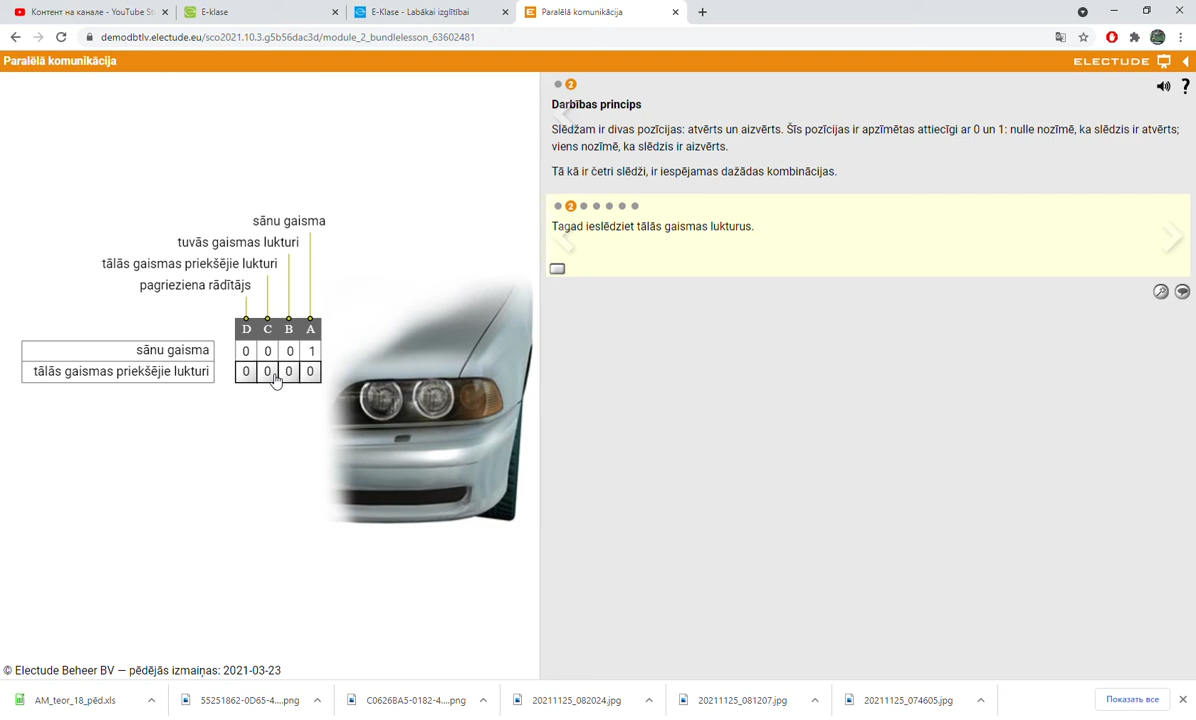 Контент на канале - YouTube St
E-klase
E-Klase - Labākai izglītībai
Paralēlā komunikācija
demodbtlv.electude.eu/sco2021.10.3.g5b56dac3d/module_2_bundlelesson_63602481
Paralēlā komunikācija
ELECTUDE
2
?
Darbības princips
Slēdžam ir divas pozīcijas: atvērts un aizvērts. Šīs pozīcijas ir apzīmētas attiecīgi ar 0 un 1: nulle nozīmē, ka slēdzis ir atvērts;
viens nozīmē, ka slēdzis ir aizvērts.
Tā kā ir četri slēdži, ir iespējamas dažādas kombinācijas.
2
Tagad ieslēdziet tālās gaismas lukturus.
sānu gaisma
tuvās gaismas lukturi
tālās gaismas priekšējie lukturi
pagrieziena rādītājs
D C B A
sānu gaisma 0 0 0 1
tālās gaismas priekšējie lukturi 0 0 0 0
© Electude Beheer BV — pēdējās izmaiņas: 2021-03-23
AM_teor_18_pēd.xls
55251862-0D65-4....png
C0626BA5-0182-4....png
20211125_082024.jpg
20211125_081207.jpg
20211125_074605.jpg
Показать все